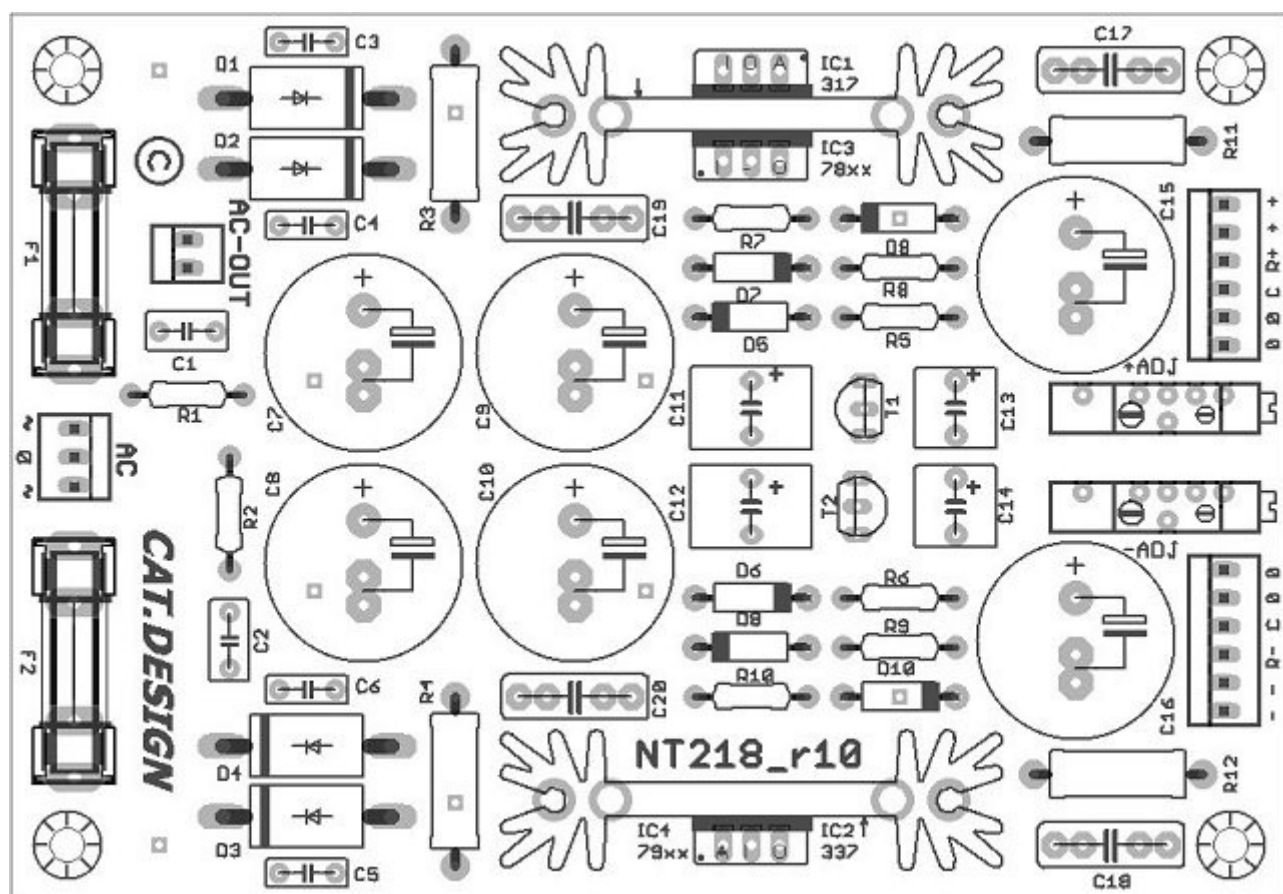 C3
D1
IC1
317
C17
D2
©
IC3
78xx
R11
C4
R3
C19
C15
F1
AC-OUT
R7
D8
+ + R+ C 0 0
D7
R8
D5
R5
C1
+ADJ
R1
C7
C9
C11
T1
C13
~ 0 ~
AC
C8
C10
C12
T2
C14
R2
CAT.DESIGN
-ADJ
D6
R6
0 0 C R- - -
C2
D8
R9
F2
R10
D10
C6
R4
C20
C16
D4
NT218_r10
R12
D3
IC4
79xx
IC2
337
C5
C18
I O A
I - O